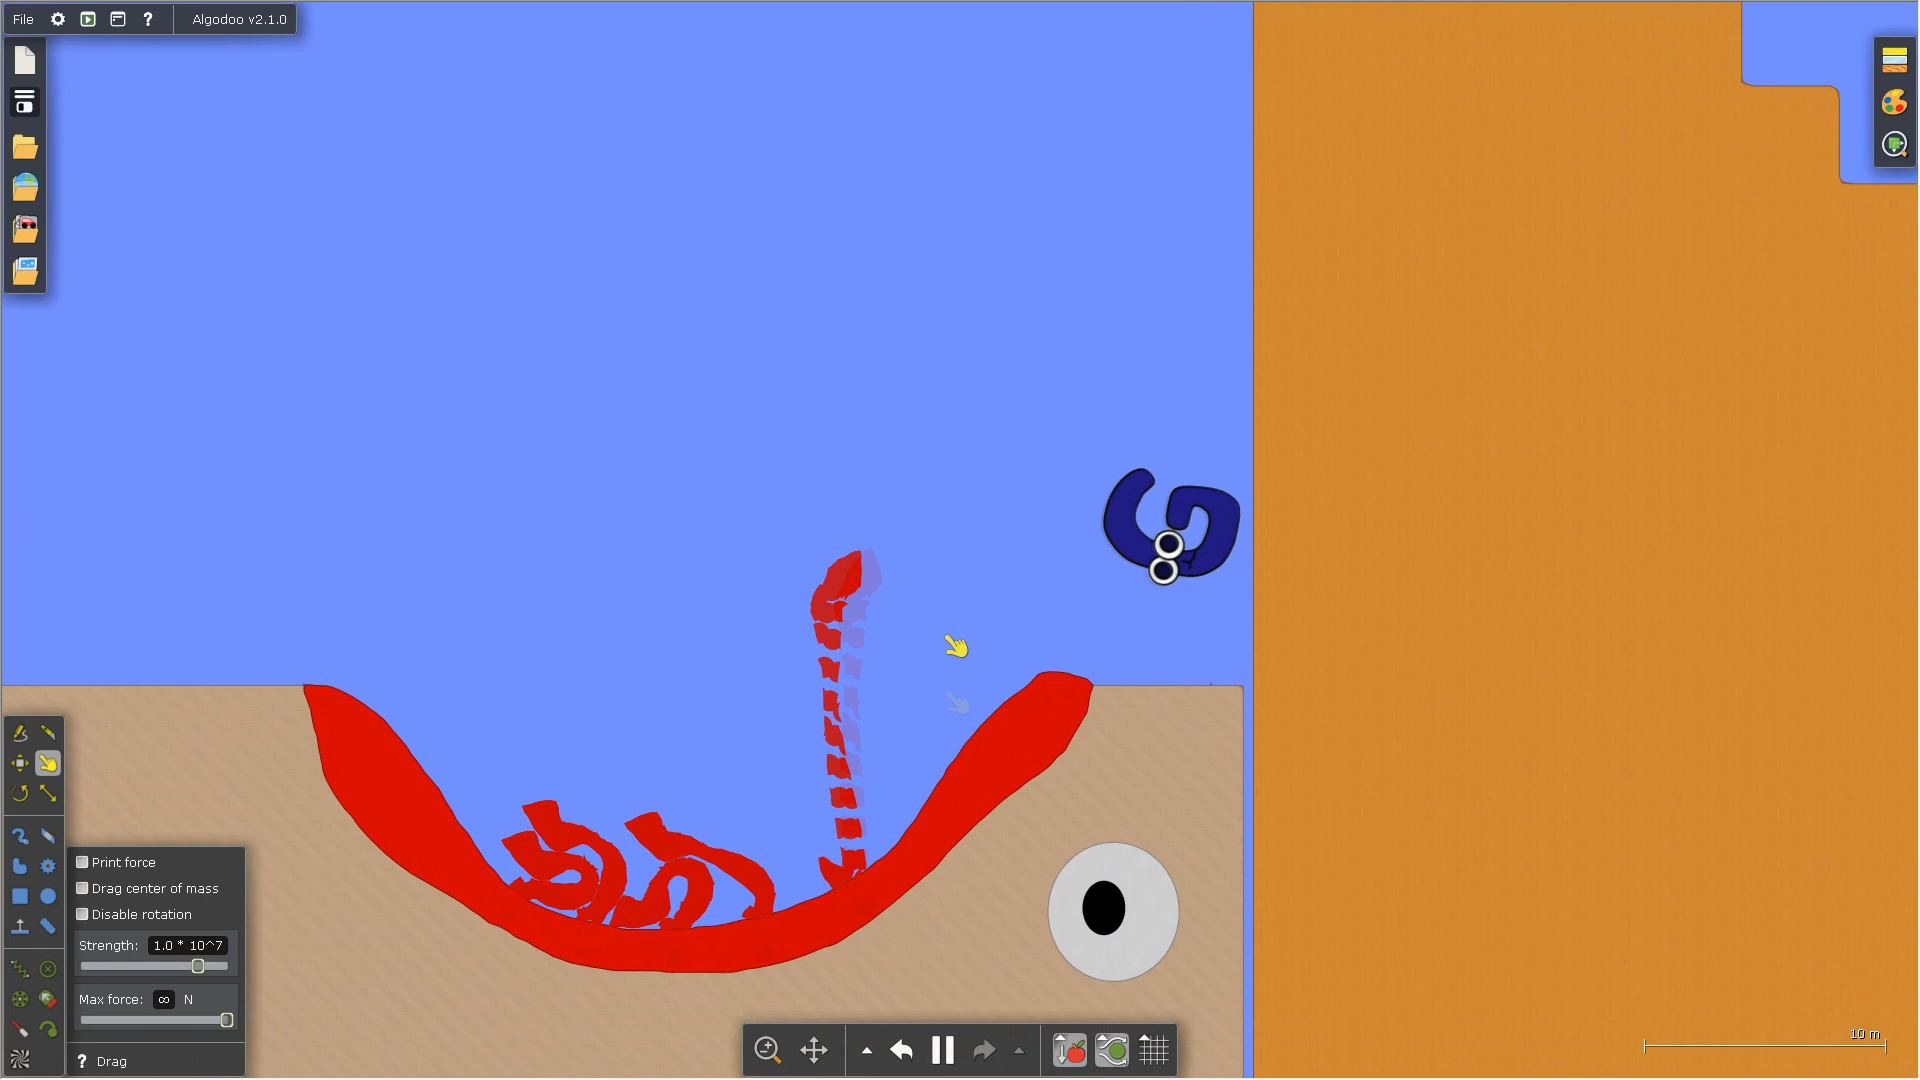 File ? Algodoo v2.1.0
Print force
Drag center of mass
Disable rotation
Strength: 1.0 * 10^7
Max force: ∞ N
? Drag
10 m